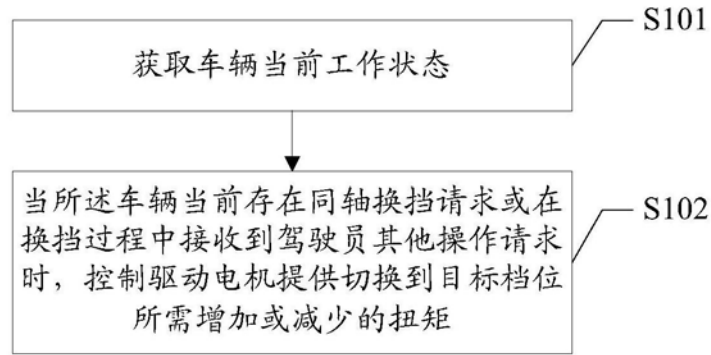 S101
获取车辆当前工作状态
S102
当所述车辆当前存在同轴换挡请求或在
换挡过程中接收到驾驶员其他操作请求
时，控制驱动电机提供切换到目标档位
所需增加或减少的扭矩